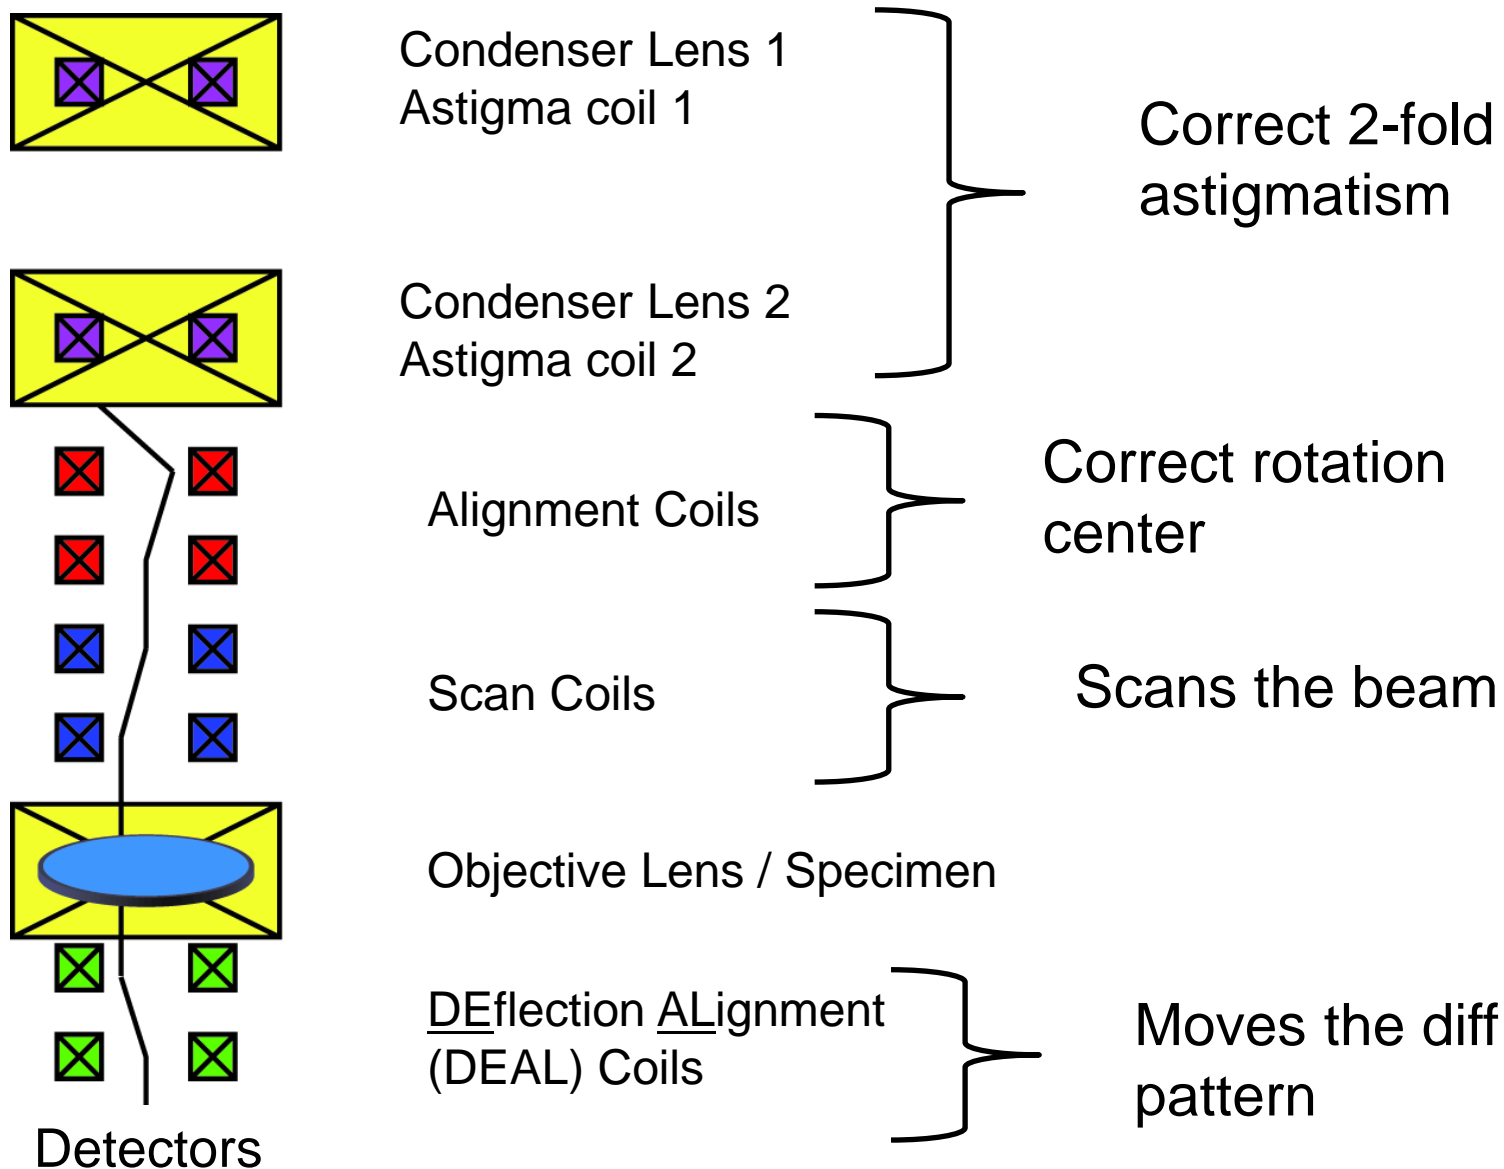 Condenser Lens 1
Astigma coil 1
Correct 2-fold
astigmatism
Condenser Lens 2
Astigma coil 2
Alignment Coils
Correct rotation
center
Scan Coils
Scans the beam
Objective Lens / Specimen
DEflection ALignment
(DEAL) Coils
Moves the diff
pattern
Detectors